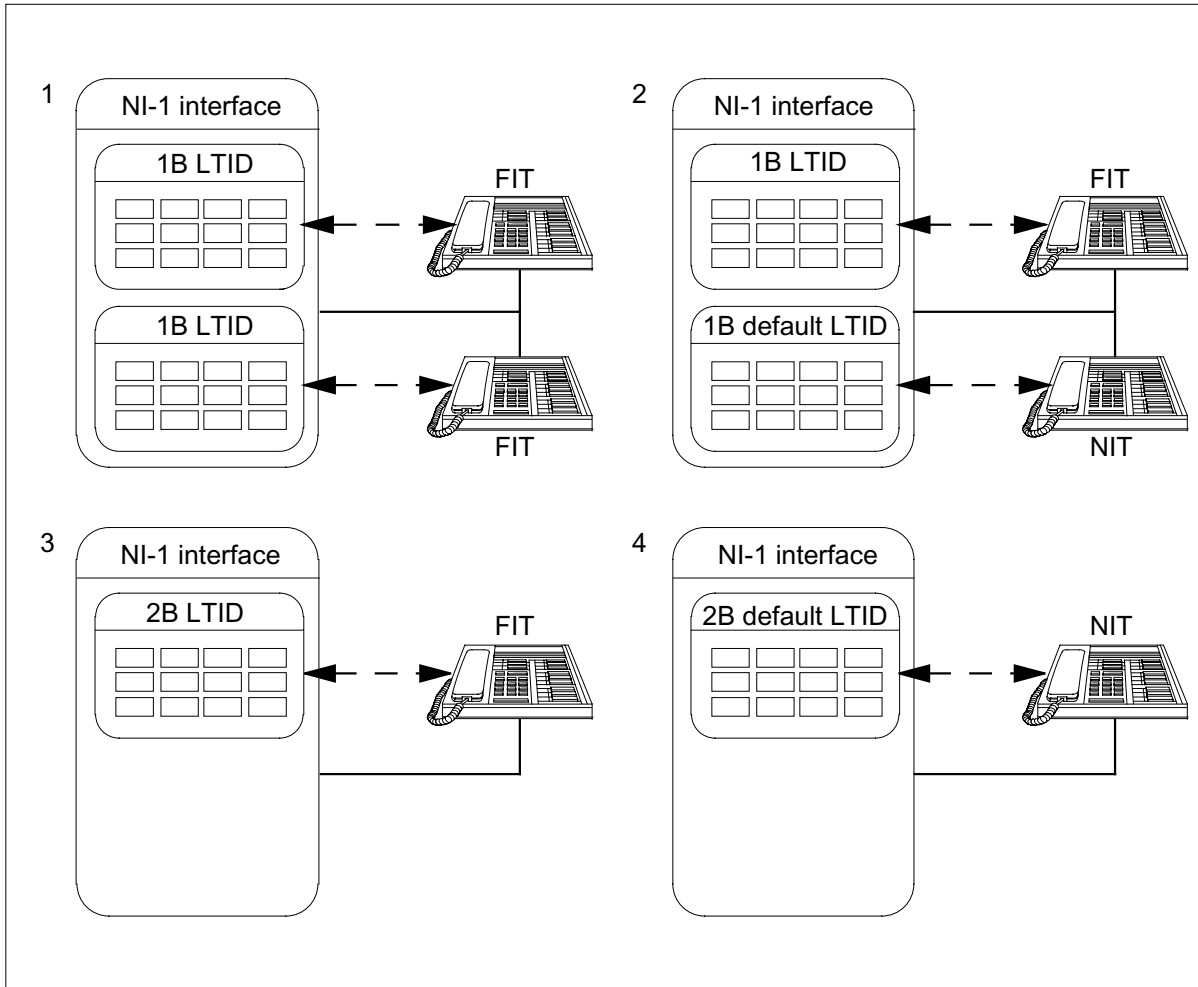 1
NI-1 interface
1B LTID
FIT
1B LTID
FIT
2
NI-1 interface
1B LTID
FIT
1B default LTID
NIT
3
NI-1 interface
2B LTID
FIT
4
NI-1 interface
2B default LTID
NIT